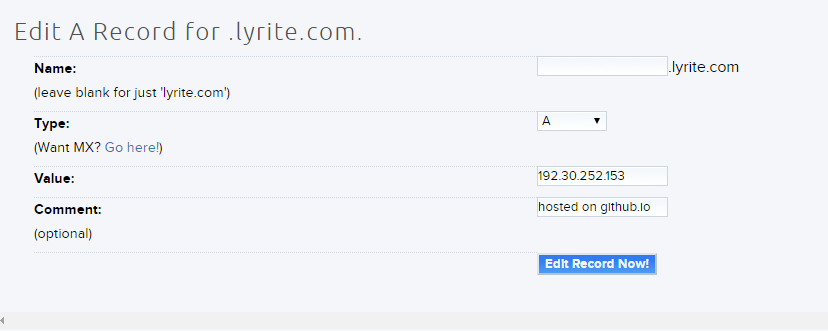 Edit A Record for .lyrite.com.
Name:
.lyrite.com
(leave blank for just 'lyrite.com')
Type:
A
(Want MX? Go here!)
Value:
192.30.252.153
Comment:
hosted on github.io
(optional)
Edit Record Now!